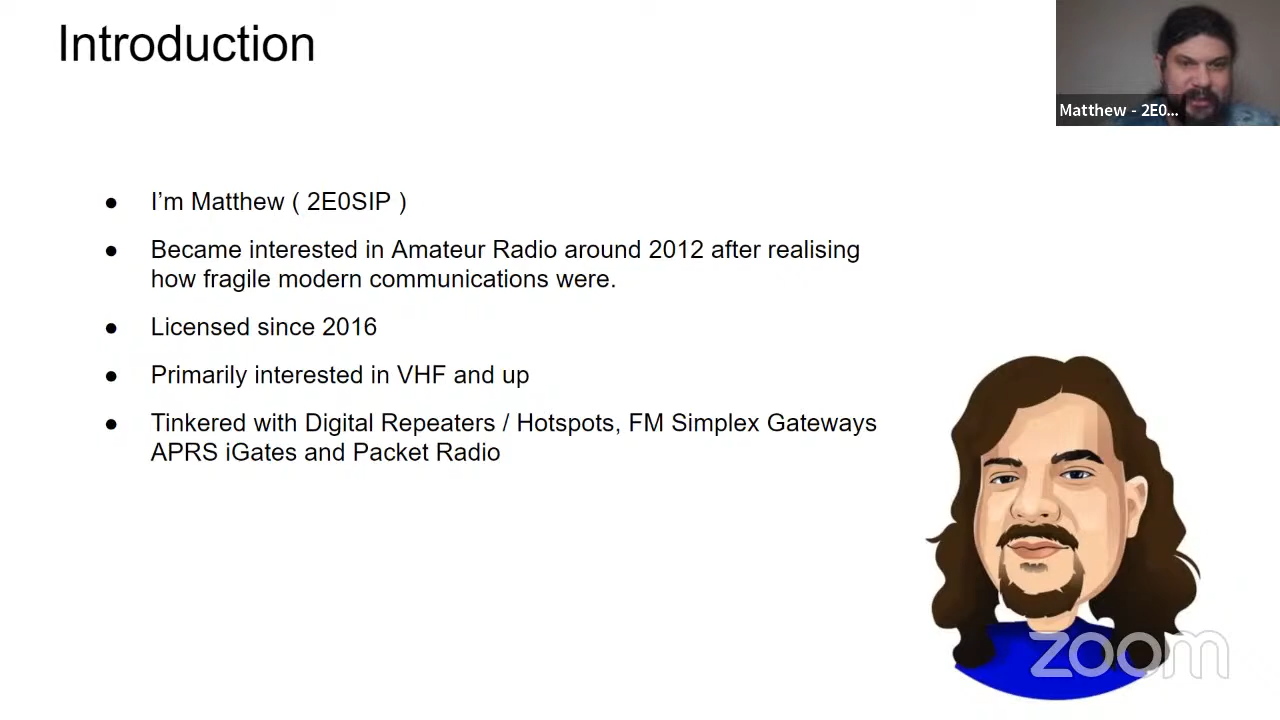 Introduction
Matthew - 2E0...
● I’m Matthew ( 2E0SIP )
● Became interested in Amateur Radio around 2012 after realising
how fragile modern communications were.
● Licensed since 2016
● Primarily interested in VHF and up
● Tinkered with Digital Repeaters / Hotspots, FM Simplex Gateways
APRS iGates and Packet Radio
zoom